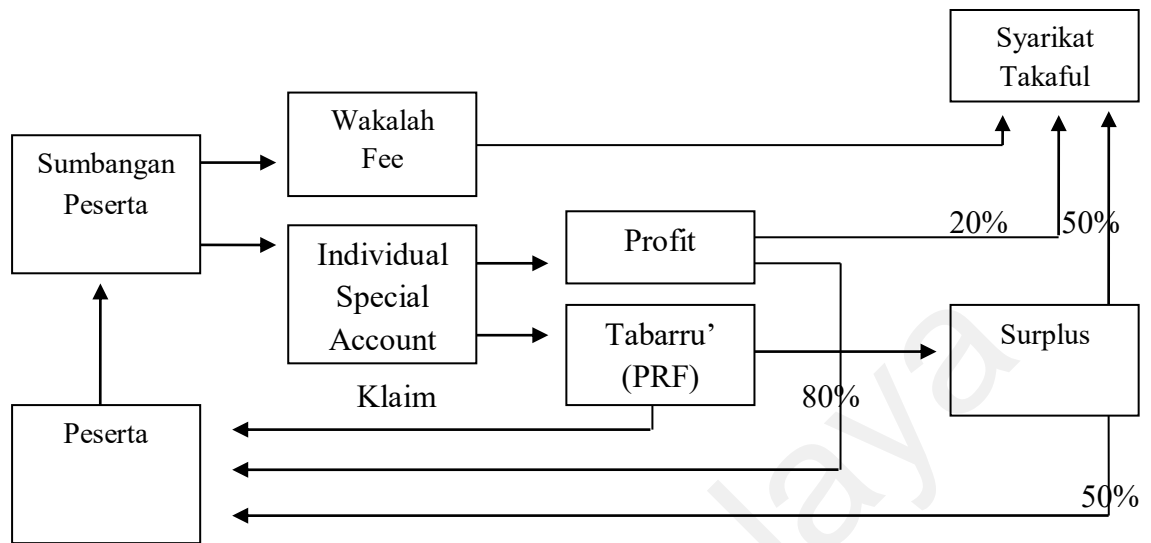 Syarikat
Takaful
Wakalah
Fee
Sumbangan
Peserta
Individual
Special
Account
Profit
20%
50%
Tabarru’
(PRF)
Surplus
Klaim
80%
Peserta
50%
laya